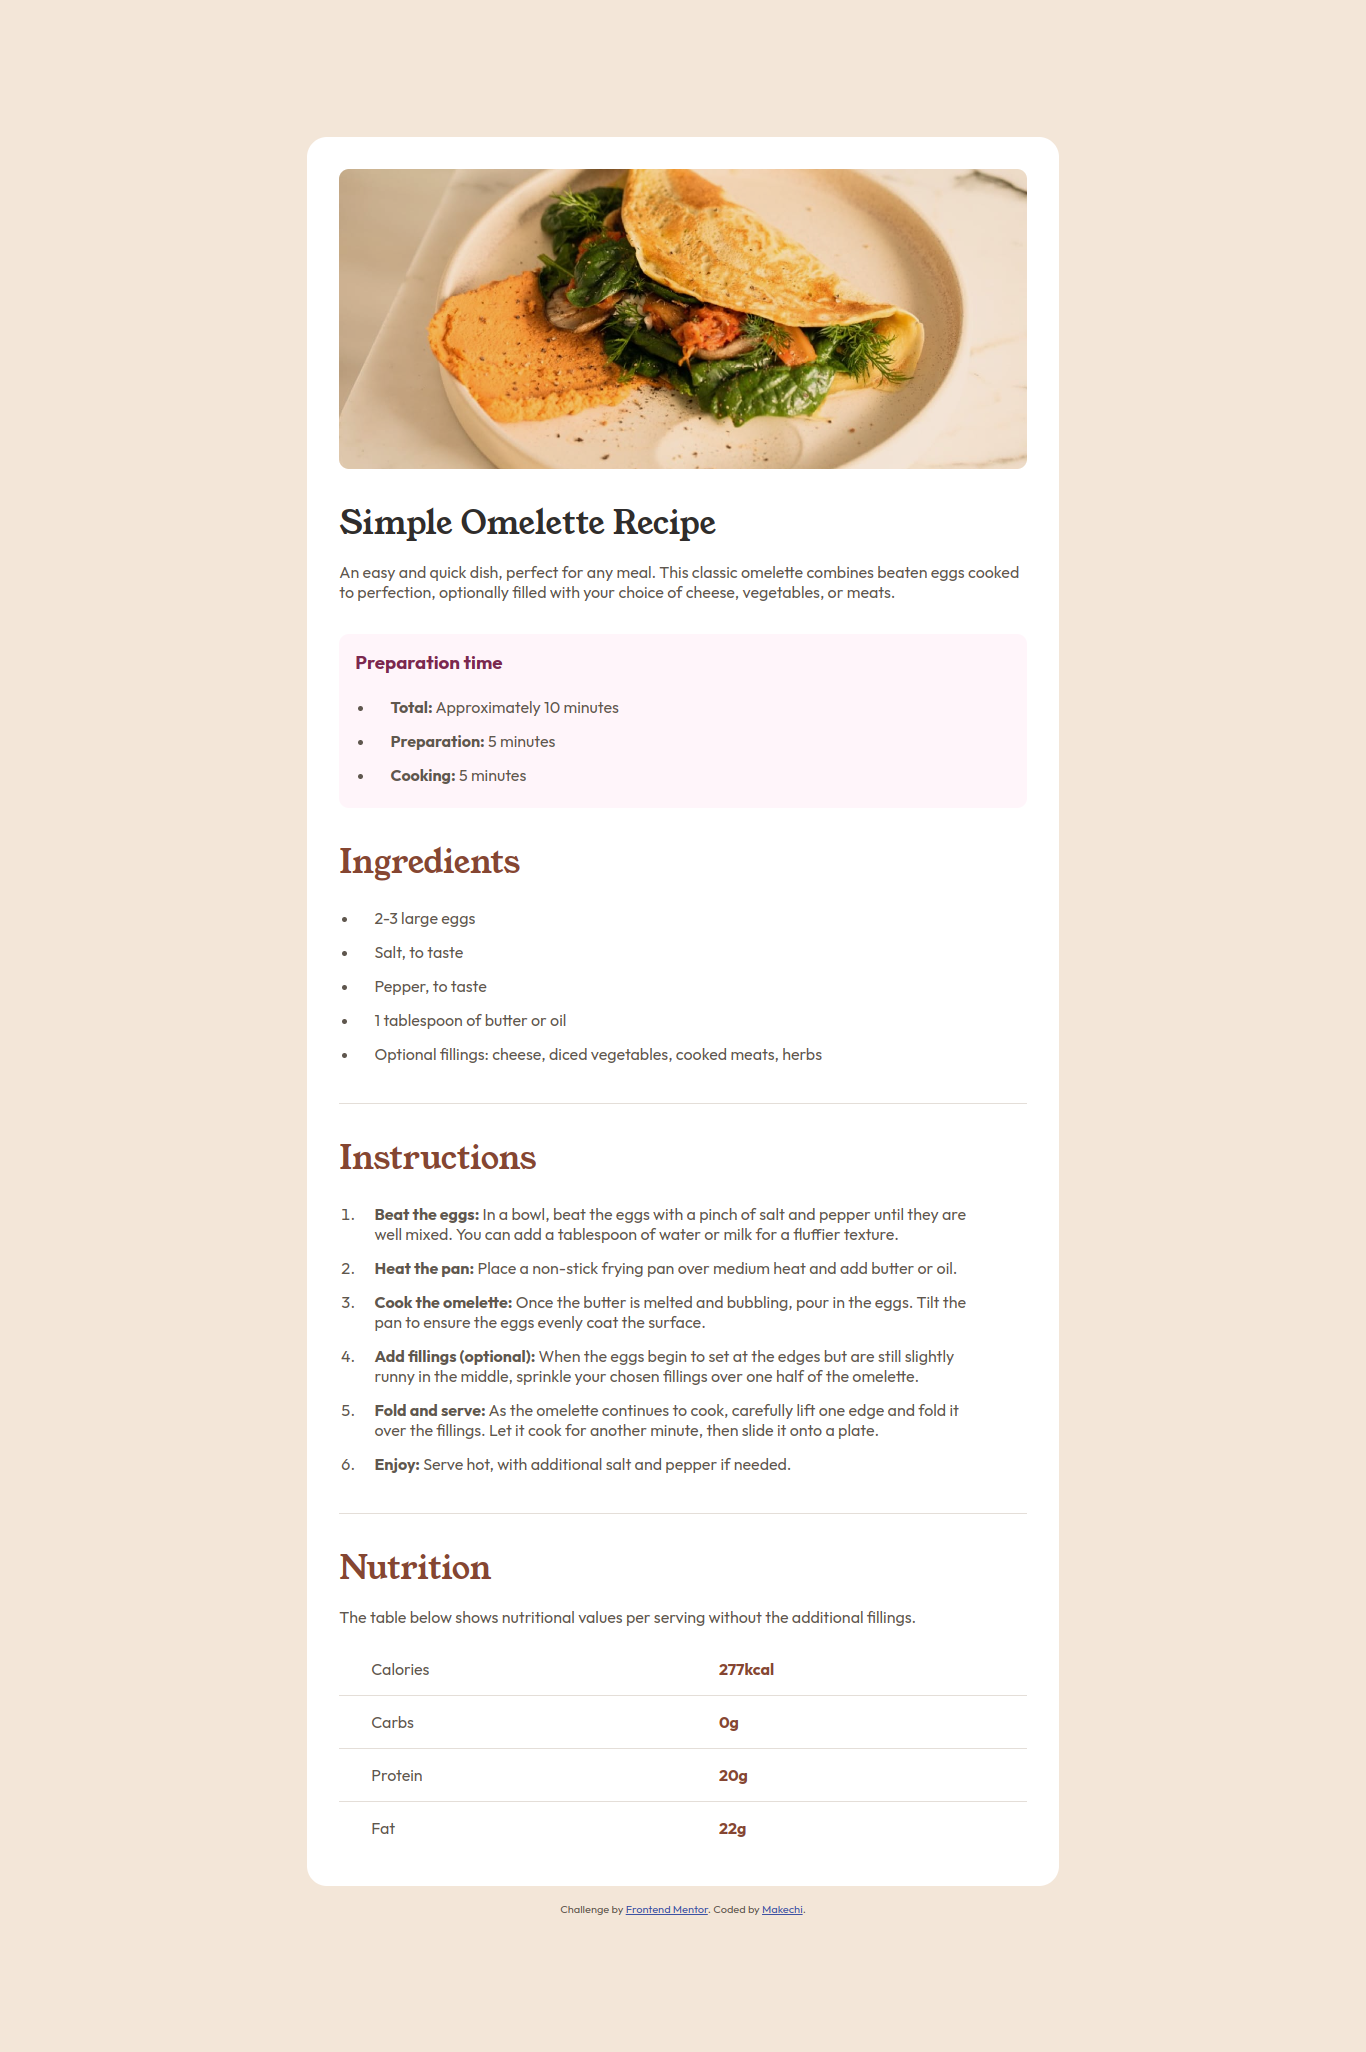 Simple Omelette Recipe
An easy and quick dish, perfect for any meal. This classic omelette combines beaten eggs cooked
to perfection, optionally filled with your choice of cheese, vegetables, or meats.
Preparation time
• Total: Approximately 10 minutes
• Preparation: 5 minutes
• Cooking: 5 minutes
Ingredients
• 2-3 large eggs
• Salt, to taste
• Pepper, to taste
• 1 tablespoon of butter or oil
• Optional fillings: cheese, diced vegetables, cooked meats, herbs
Instructions
1. Beat the eggs: In a bowl, beat the eggs with a pinch of salt and pepper until they are
well mixed. You can add a tablespoon of water or milk for a fluffier texture.
2. Heat the pan: Place a non-stick frying pan over medium heat and add butter or oil.
3. Cook the omelette: Once the butter is melted and bubbling, pour in the eggs. Tilt the
pan to ensure the eggs evenly coat the surface.
4. Add fillings (optional): When the eggs begin to set at the edges but are still slightly
runny in the middle, sprinkle your chosen fillings over one half of the omelette.
5. Fold and serve: As the omelette continues to cook, carefully lift one edge and fold it
over the fillings. Let it cook for another minute, then slide it onto a plate.
6. Enjoy: Serve hot, with additional salt and pepper if needed.
Nutrition
The table below shows nutritional values per serving without the additional fillings.
Calories 277kcal
Carbs 0g
Protein 20g
Fat 22g
Challenge by Frontend Mentor. Coded by Makechi.